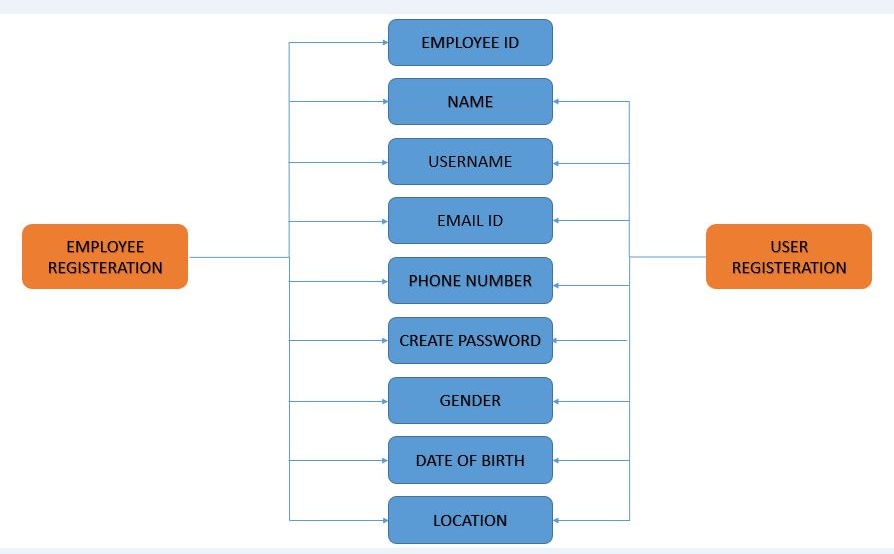 EMPLOYEE ID
NAME
USERNAME
EMAIL ID
EMPLOYEE
REGISTERATION
USER
REGISTERATION
PHONE NUMBER
CREATE PASSWORD
GENDER
DATE OF BIRTH
LOCATION